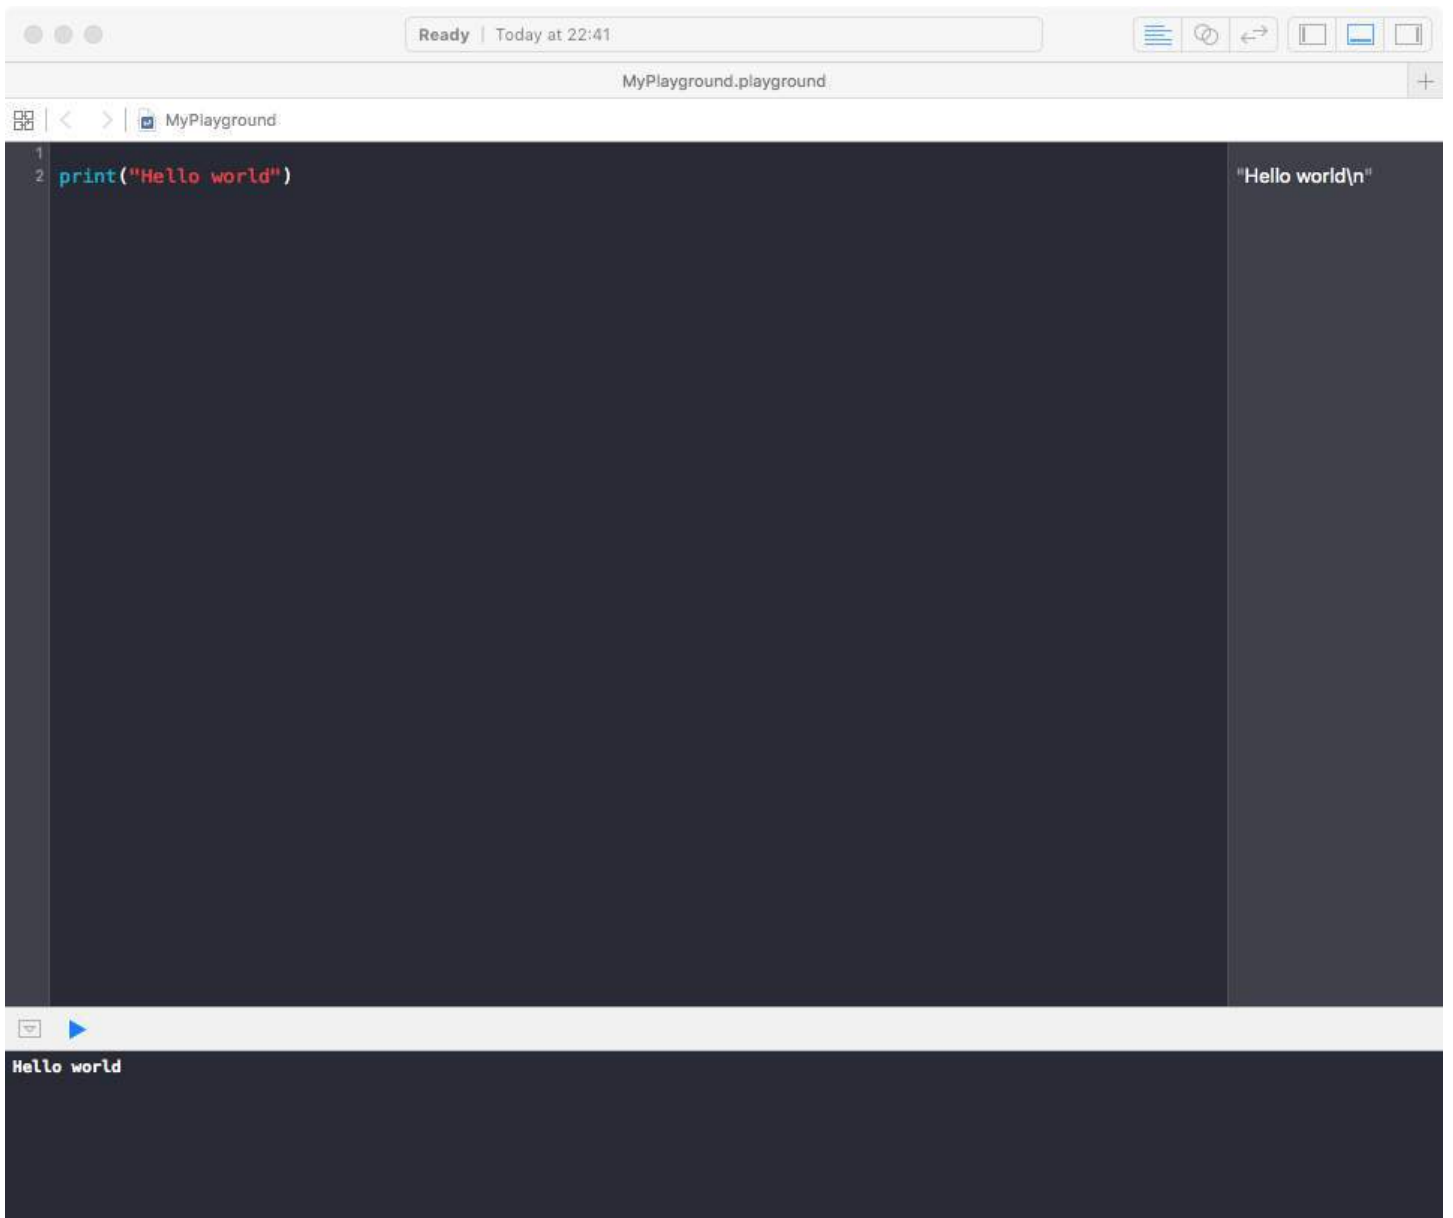 Ready | Today at 22:41
MyPlayground.playground
MyPlayground
1
2 print("Hello world")
"Hello world\n"
Hello world